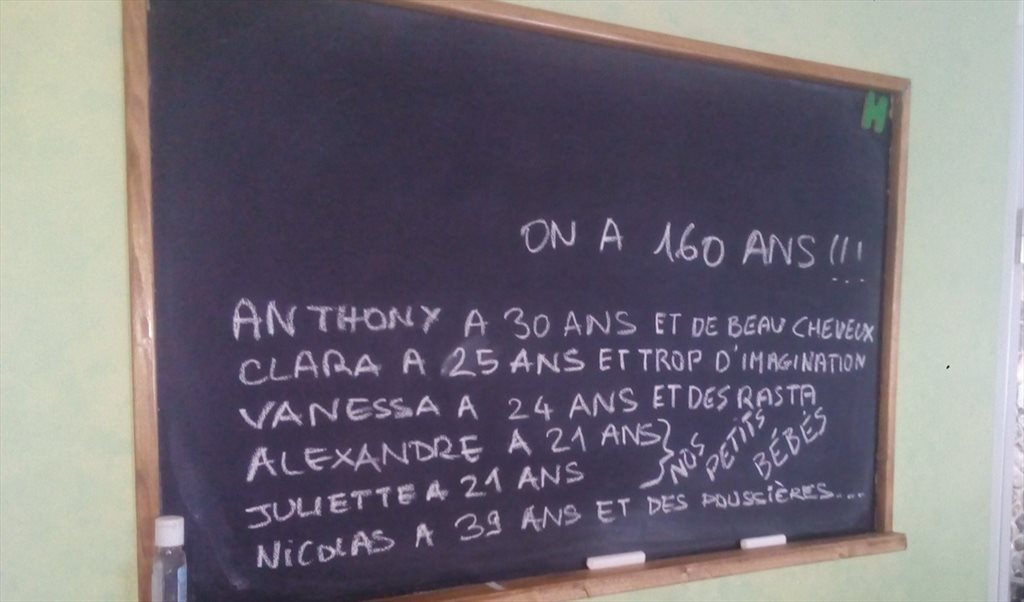 H
ON A 160 ANS !!!
ANTHONY A 30 ANS ET DE BEAU CHEVEUX
CLARA A 25 ANS ET TROP D'IMAGINATION
VANESSA A 24 ANS ET DES RASTA
ALEXANDRE A 21 ANS
JULIETTE A 21 ANS
NOS PETITS BÉBÉS
NICOLAS A 39 ANS ET DES POUSSIÈRES....